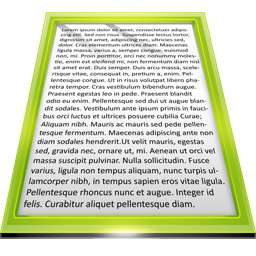 Lorem ipsum dolor sit amet, consectetuer adipis-
cing elit. Sed non risus. Suspendisse lectus tortor,
dignissim sit amet, adipiscing nec, ultricies sed,
dolor. Cras elementum ultrices diam. Maecenas
ligula massa, varius a, semper congue, euismod non,
mi. Proin porttitor, orci nec nonummy moles-
tie, enim est eleifend mi, non fermentum diam nisl
sit amet erat. Duis semper. Duis arcu massa, scele-
risque vitae, consequat in, pretium a, enim. Pel-
lentesque congue. Ut in risus volutpat libero pha-
retra tempor. Cras vestibulum bibendum augue.
Praesent egestas leo in pede. Praesent blandit
odio eu enim. Pellentesque sed dui ut augue blan-
dit sodales. Vestibulum ante ipsum primis in fauci-
bus orci luctus et ultrices posuere cubilia Curae;
Aliquam nibh. Mauris ac mauris sed pede pellen-
tesque fermentum. Maecenas adipiscing ante non
diam sodales hendrerit.Ut velit mauris, egestas
sed, gravida nec, ornare ut, mi. Aenean ut orci vel
massa suscipit pulvinar. Nulla sollicitudin. Fusce
varius, ligula non tempus aliquam, nunc turpis ul-
lamcorper nibh, in tempus sapien eros vitae ligula.
Pellentesque rhoncus nunc et augue. Integer id
felis. Curabitur aliquet pellentesque diam.